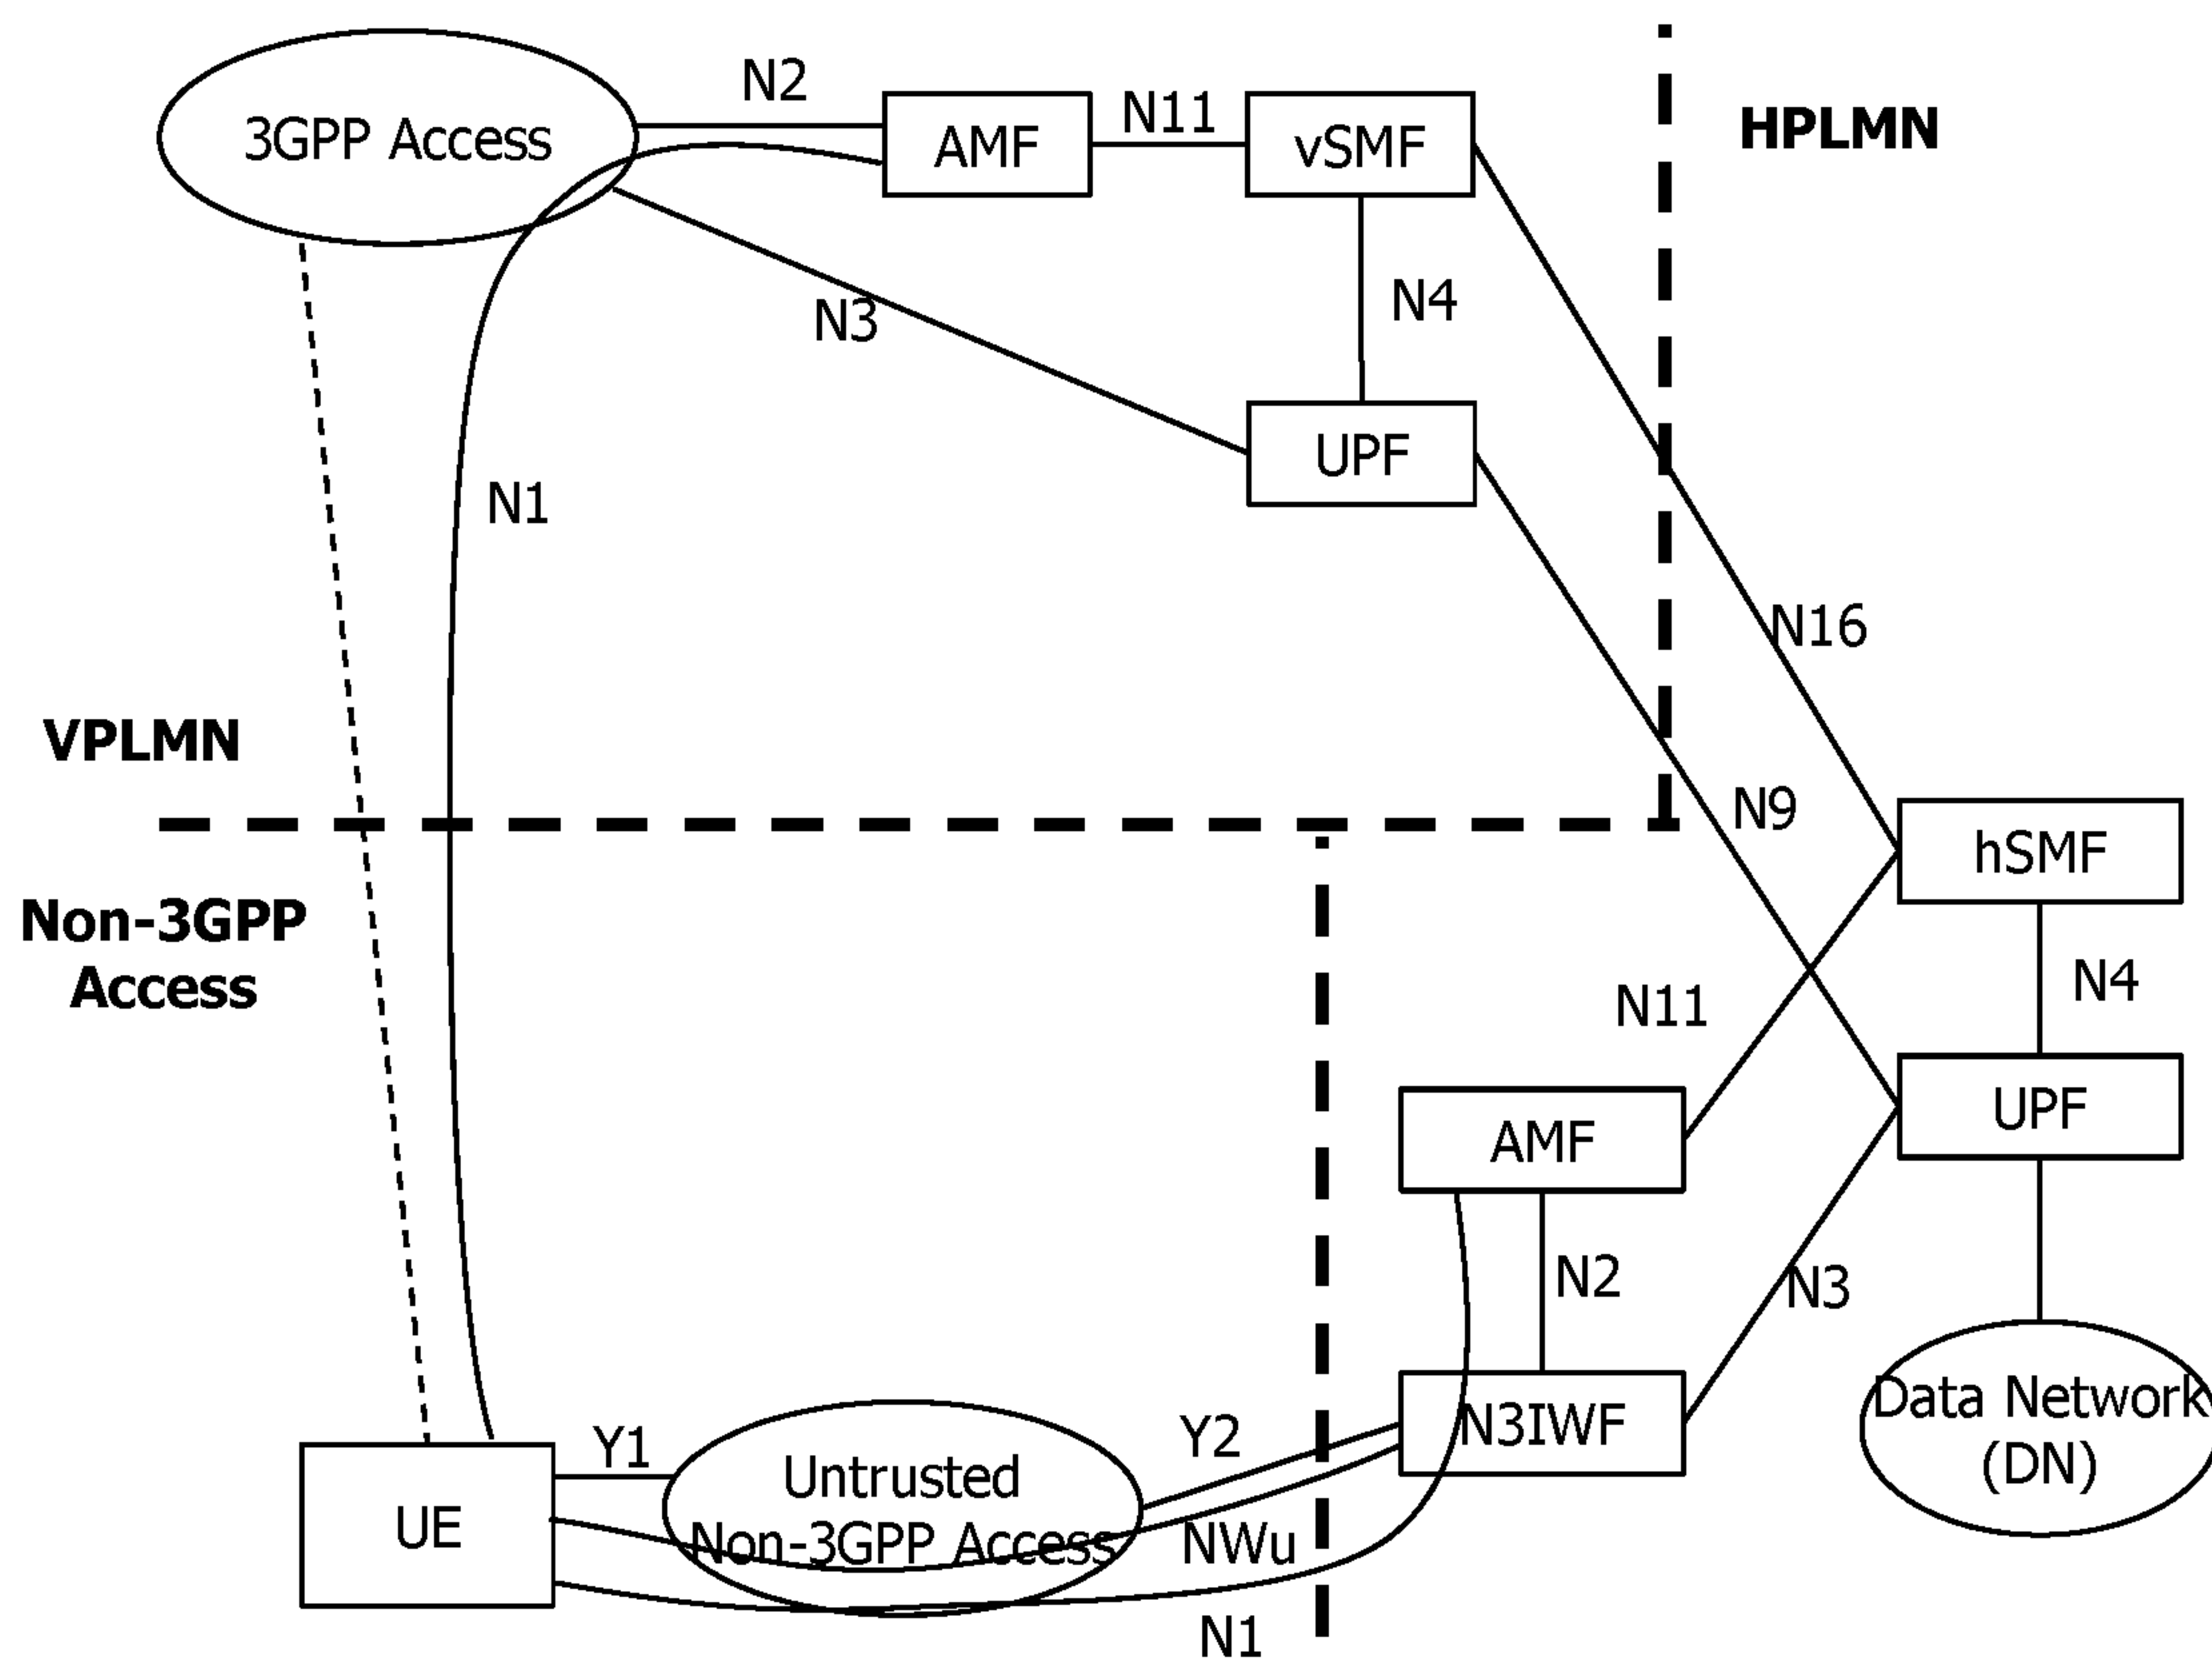 N2
3GPP Access
AMF
N11
vSMF
HPLMN
N3
N4
UPF
N1
N16
VPLMN
N9
hSMF
Non-3GPP
Access
N11
N4
AMF
UPF
N2
N3
Data Network
(DN)
Y1
Y2
N3IWF
UE
Untrusted
Non-3GPP Access
NWu
N1